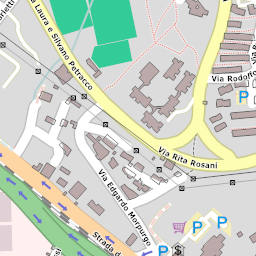 Laura e Silvano Petracco
Via Rodolfo
Via Rita Rosani
Via Edgardo Morpurgo
Strada d
P
P
P
P
$